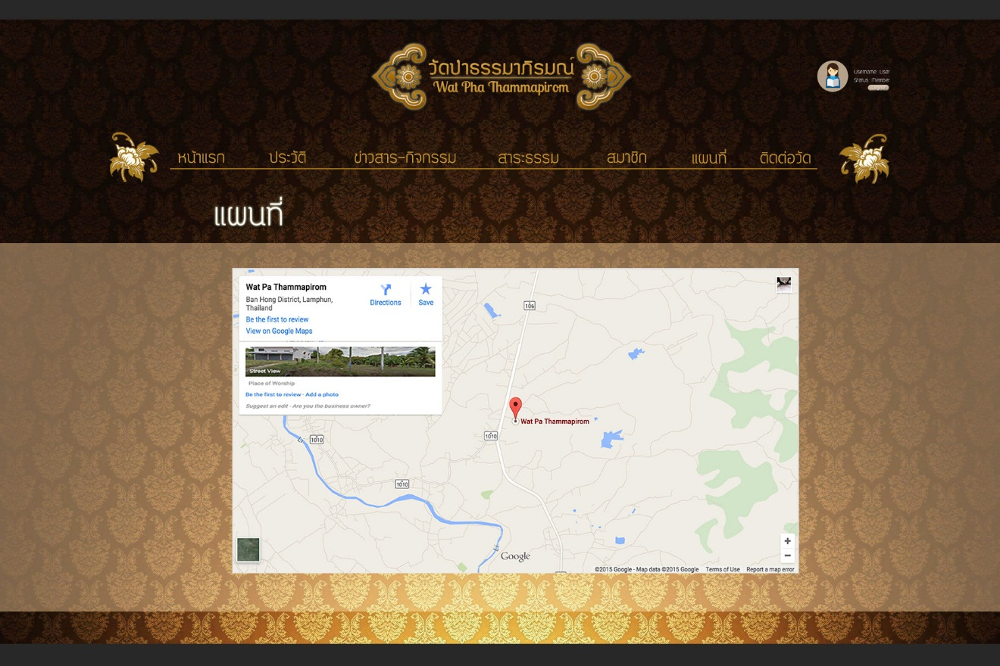 วัดป่าธรรมาภิรมณ์
Wat Pha Thammapirom
Username: User
Status: Member
Logout
หน้าแรก ประวัติ ข่าวสาร-กิจกรรม สาระธรรม สมาชิก แผนที่ ติดต่อวัด
แผนที่
Wat Pa Thammapirom
Ban Hong District, Lamphun,
Thailand
Be the first to review
View on Google Maps
Directions
Save
Street View
Place of Worship
Be the first to review · Add a photo
Suggest an edit · Are you the business owner?
106
Wat Pa Thammapirom
1010
1010
Li
1010
Li
Google
+
−
©2015 Google - Map data ©2015 Google Terms of Use Report a map error